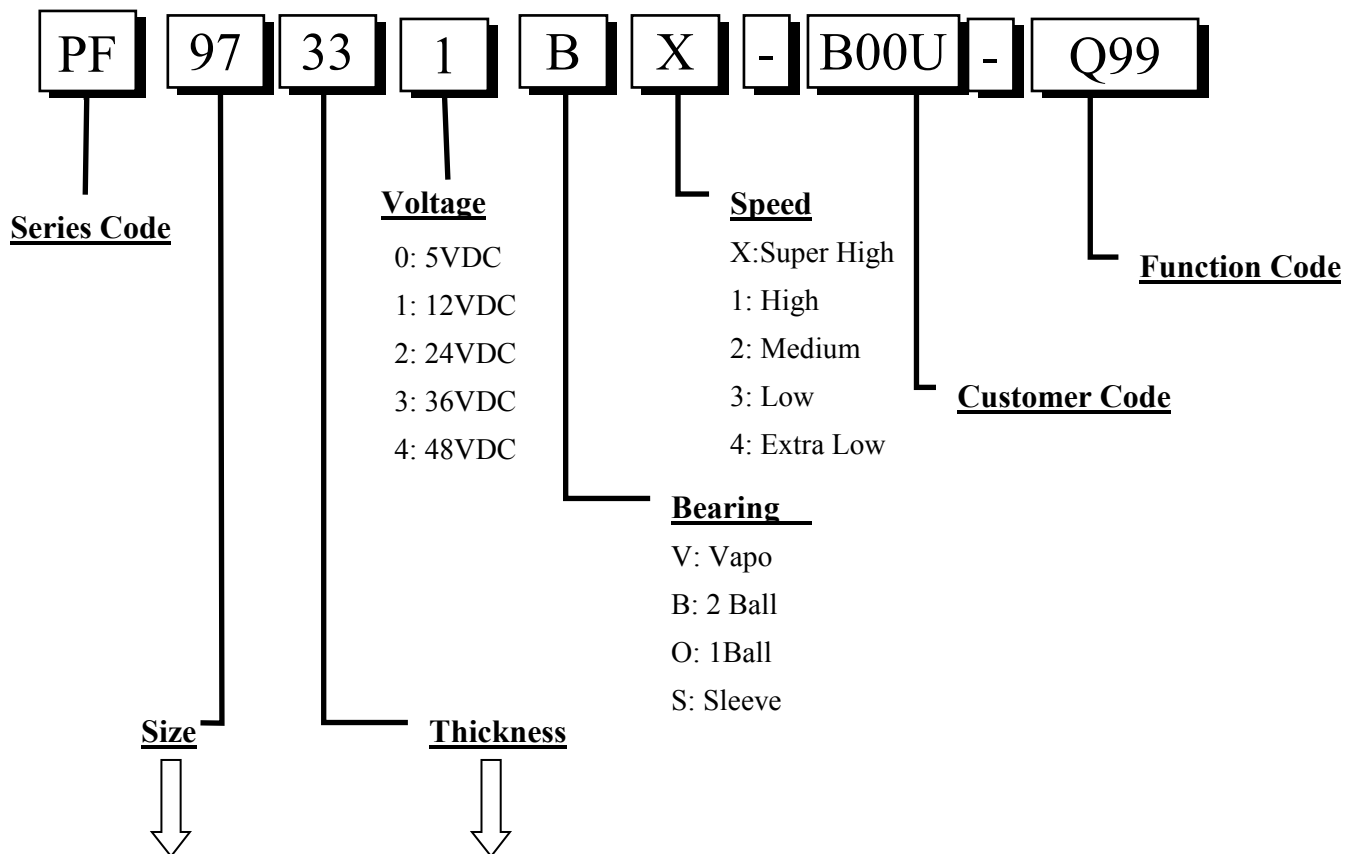 PF 97 33 1 B X - B00U - Q99
Series Code
Voltage
0: 5VDC
1: 12VDC
2: 24VDC
3: 36VDC
4: 48VDC
Speed
X:Super High
1: High
2: Medium
3: Low
4: Extra Low
Function Code
Customer Code
Bearing
V: Vapo
B: 2 Ball
O: 1Ball
S: Sleeve
Size
Thickness